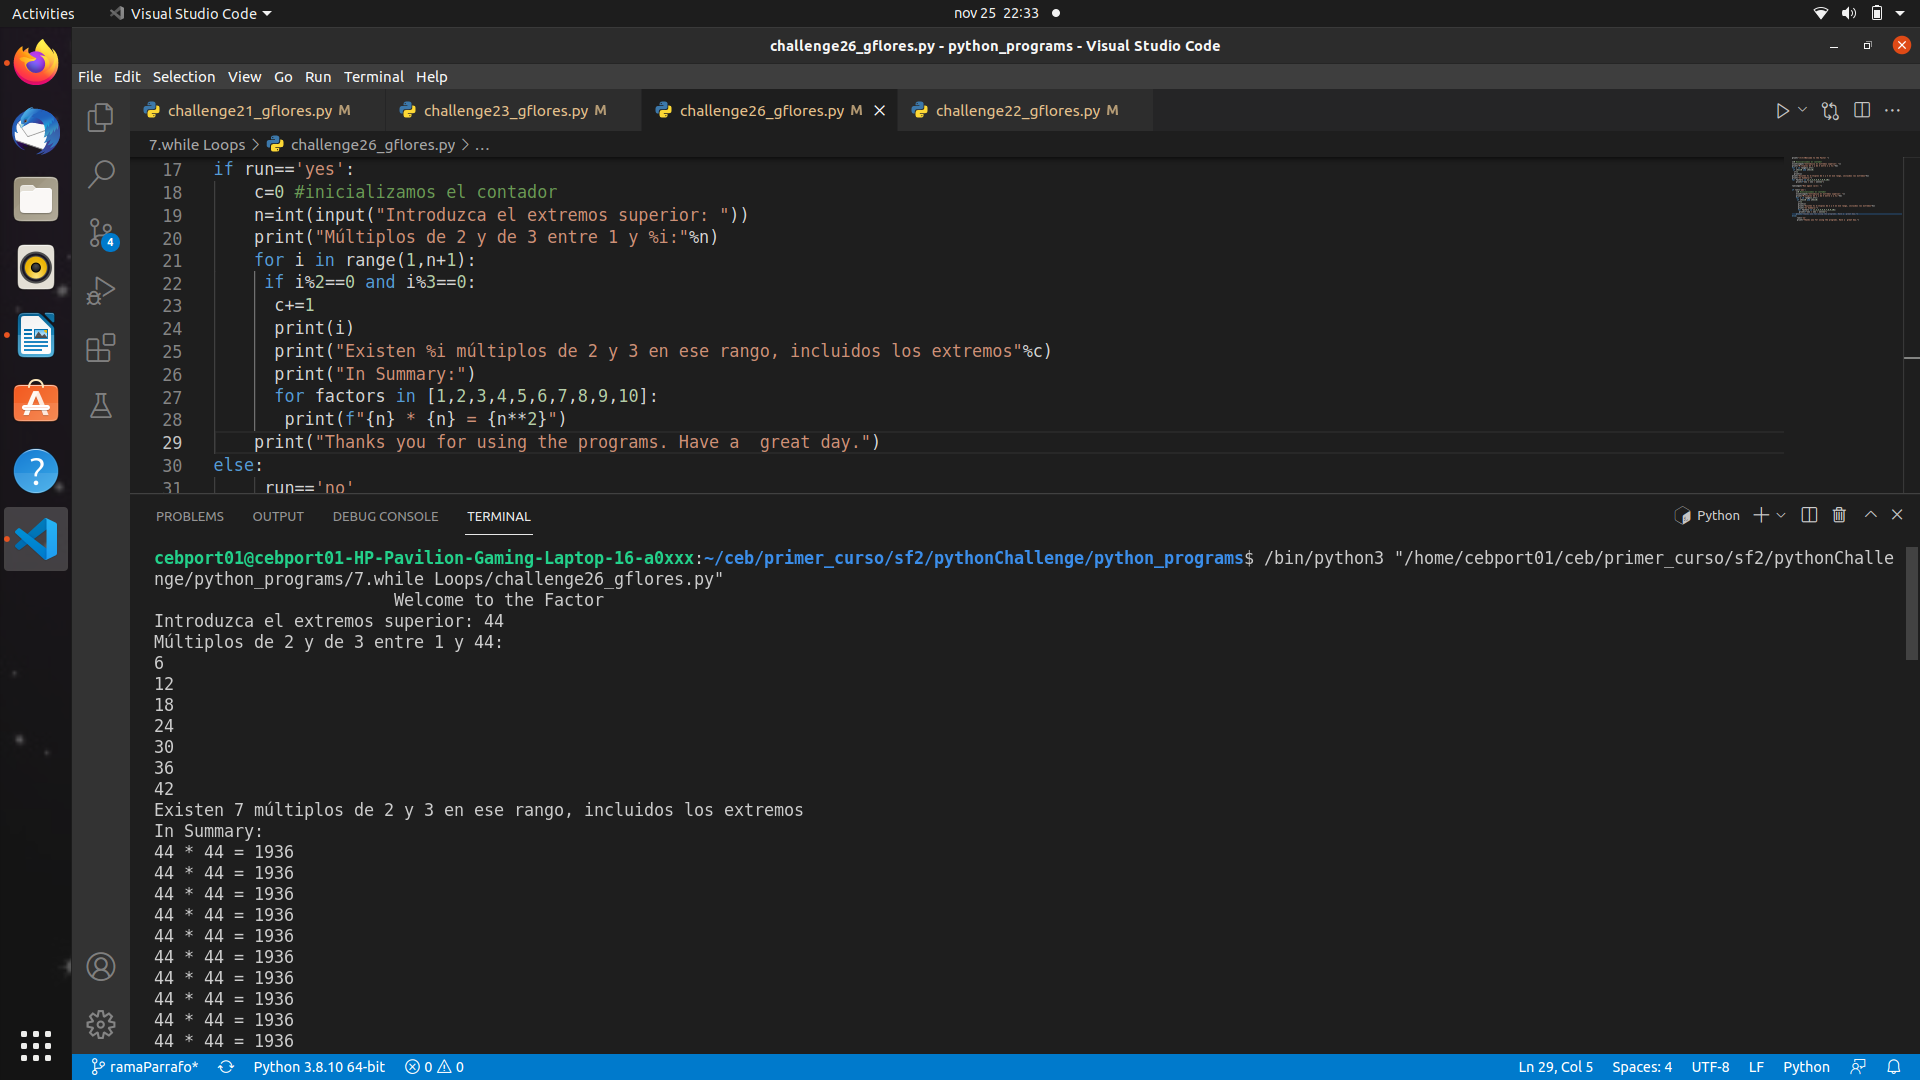 Activities
Visual Studio Code
nov 25 22:33
challenge26_gflores.py - python_programs - Visual Studio Code
File Edit Selection View Go Run Terminal Help
challenge21_gflores.py M
challenge23_gflores.py M
challenge26_gflores.py M
challenge22_gflores.py M
7.while Loops > challenge26_gflores.py > ...
17 if run=='yes':
18 c=0 #inicializamos el contador
19 n=int(input("Introduzca el extremos superior: "))
20 print("Múltiplos de 2 y de 3 entre 1 y %i:"%n)
21 for i in range(1,n+1):
22 if i%2==0 and i%3==0:
23 c+=1
24 print(i)
25 print("Existen %i múltiplos de 2 y 3 en ese rango, incluidos los extremos"%c)
26 print("In Summary:")
27 for factors in [1,2,3,4,5,6,7,8,9,10]:
28 print(f"{n} * {n} = {n**2}")
29 print("Thanks you for using the programs. Have a  great day.")
30 else:
31 run=='no'
4
PROBLEMS OUTPUT DEBUG CONSOLE TERMINAL
Python
cebport01@cebport01-HP-Pavilion-Gaming-Laptop-16-a0xxx:~/ceb/primer_curso/sf2/pythonChallenge/python_programs$ /bin/python3 "/home/cebport01/ceb/primer_curso/sf2/pythonChalle
nge/python_programs/7.while Loops/challenge26_gflores.py"
Welcome to the Factor
Introduzca el extremos superior: 44
Múltiplos de 2 y de 3 entre 1 y 44:
6
12
18
24
30
36
42
Existen 7 múltiplos de 2 y 3 en ese rango, incluidos los extremos
In Summary:
44 * 44 = 1936
44 * 44 = 1936
44 * 44 = 1936
44 * 44 = 1936
44 * 44 = 1936
44 * 44 = 1936
44 * 44 = 1936
44 * 44 = 1936
44 * 44 = 1936
44 * 44 = 1936
ramaParrafo* Python 3.8.10 64-bit 0 0
Ln 29, Col 5 Spaces: 4 UTF-8 LF Python